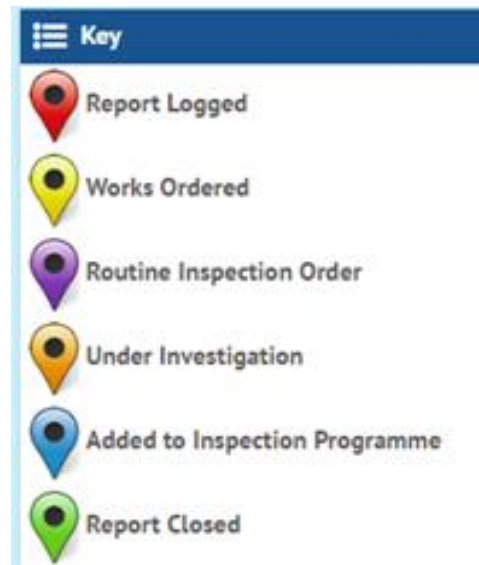 Key
Report Logged
Works Ordered
Routine Inspection Order
Under Investigation
Added to Inspection Programme
Report Closed